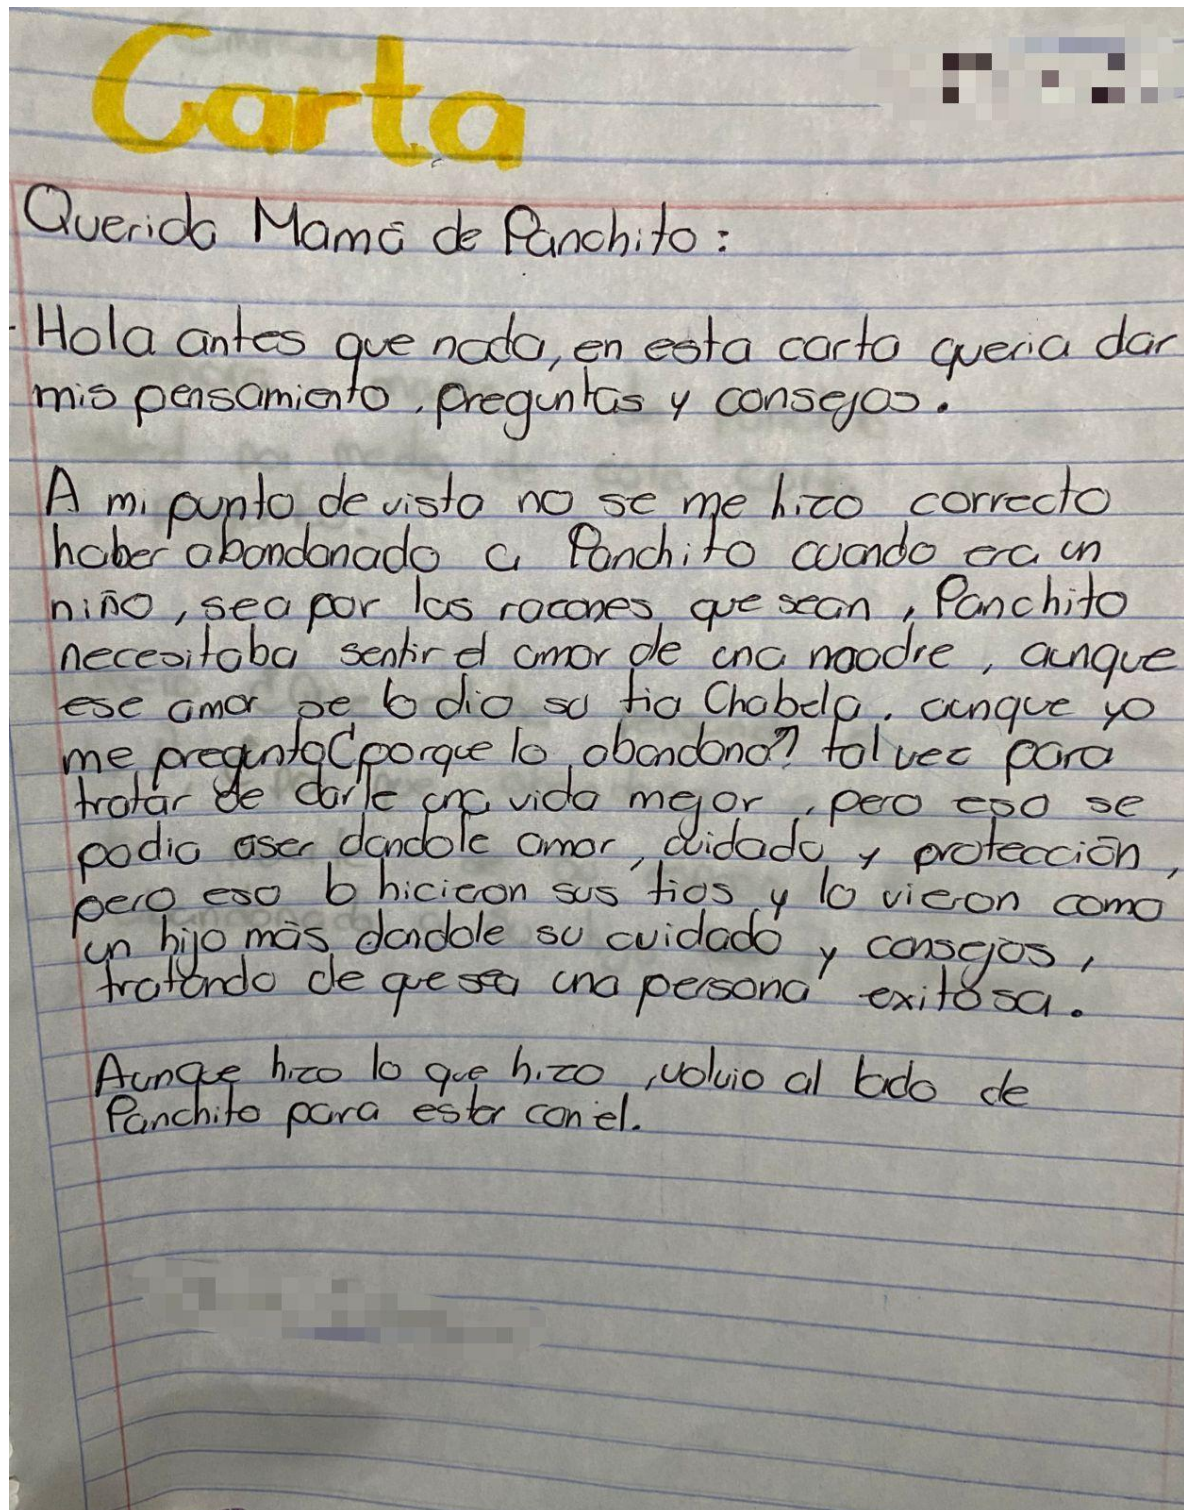 Carta
Querida Mamá de Panchito:
-Hola antes que nada, en esta carta queria dar
mis pensamiento, preguntas y consejos.
A mi punto de vista no se me hizo correcto
haber abandonado a Panchito cuando era un
niño, sea por las razones que sean, Panchito
necesitaba sentir el amor de una madre, aunque
ese amor se lo dio su tia Chabela, aunque yo
me pregunto ¿porque lo abandono? tal vez para
tratar de darle una vida mejor, pero eso se
podia aser dandole amor, cuidado y protección,
pero eso lo hicieon sus tios y lo vieron como
un hijo más dandole su cuidado y consejos,
tratando de que sea una persona exitosa.
Aunque hizo lo que hizo, volvio al lado de
Panchito para estar con el.